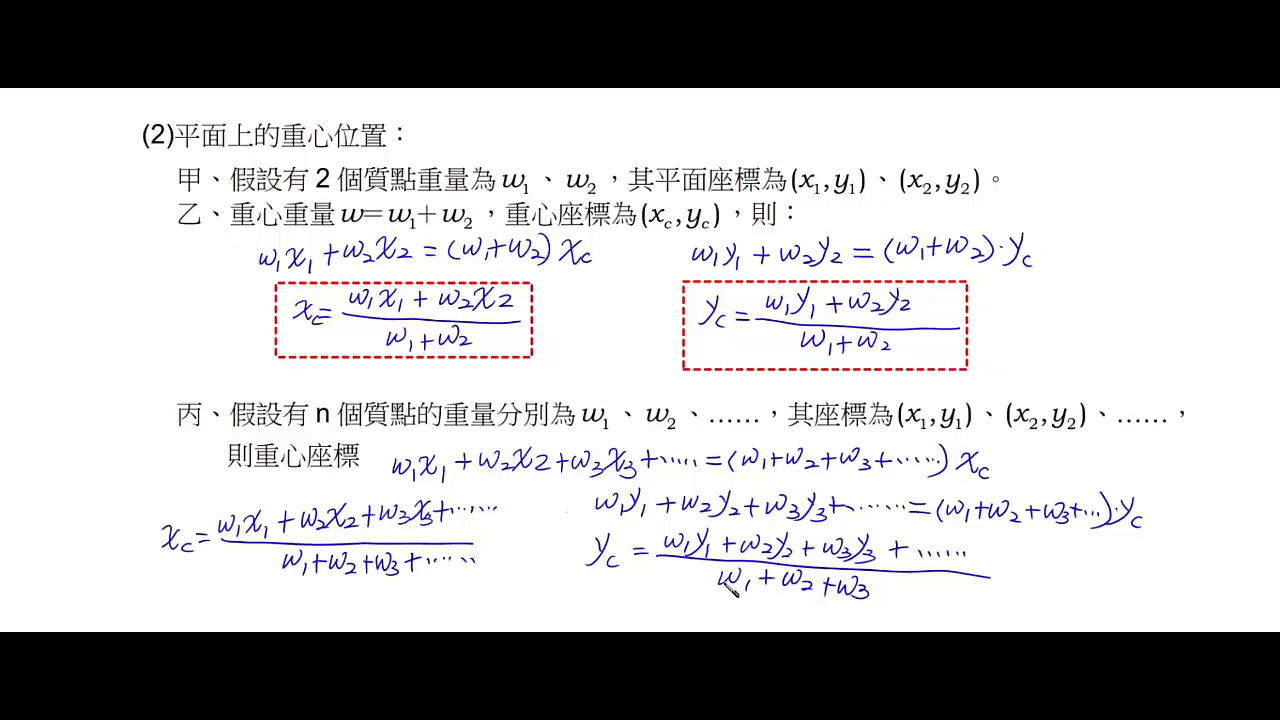 (2)平面上的重心位置：
甲、假設有 2 個質點重量為 w₁ 、 w₂ ，其平面座標為(x₁,y₁)、(x₂,y₂)。
乙、重心重量 w=w₁+w₂ ，重心座標為(x_c,y_c)，則：
w₁x₁+w₂x₂=(w₁+w₂)x_c
w₁y₁+w₂y₂=(w₁+w₂)·y_c
x_c=(w₁x₁+w₂x₂)/(w₁+w₂)
y_c=(w₁y₁+w₂y₂)/(w₁+w₂)
丙、假設有 n 個質點的重量分別為 w₁ 、 w₂ 、……，其座標為(x₁,y₁)、(x₂,y₂)、……，
則重心座標 w₁x₁+w₂x₂+w₃x₃+…..=(w₁+w₂+w₃+……)x_c
w₁y₁+w₂y₂+w₃y₃+……=(w₁+w₂+w₃+…)·y_c
x_c=(w₁x₁+w₂x₂+w₃x₃+……)/(w₁+w₂+w₃+……)
y_c=(w₁y₁+w₂y₂+w₃y₃+……)/(w₁+w₂+w₃